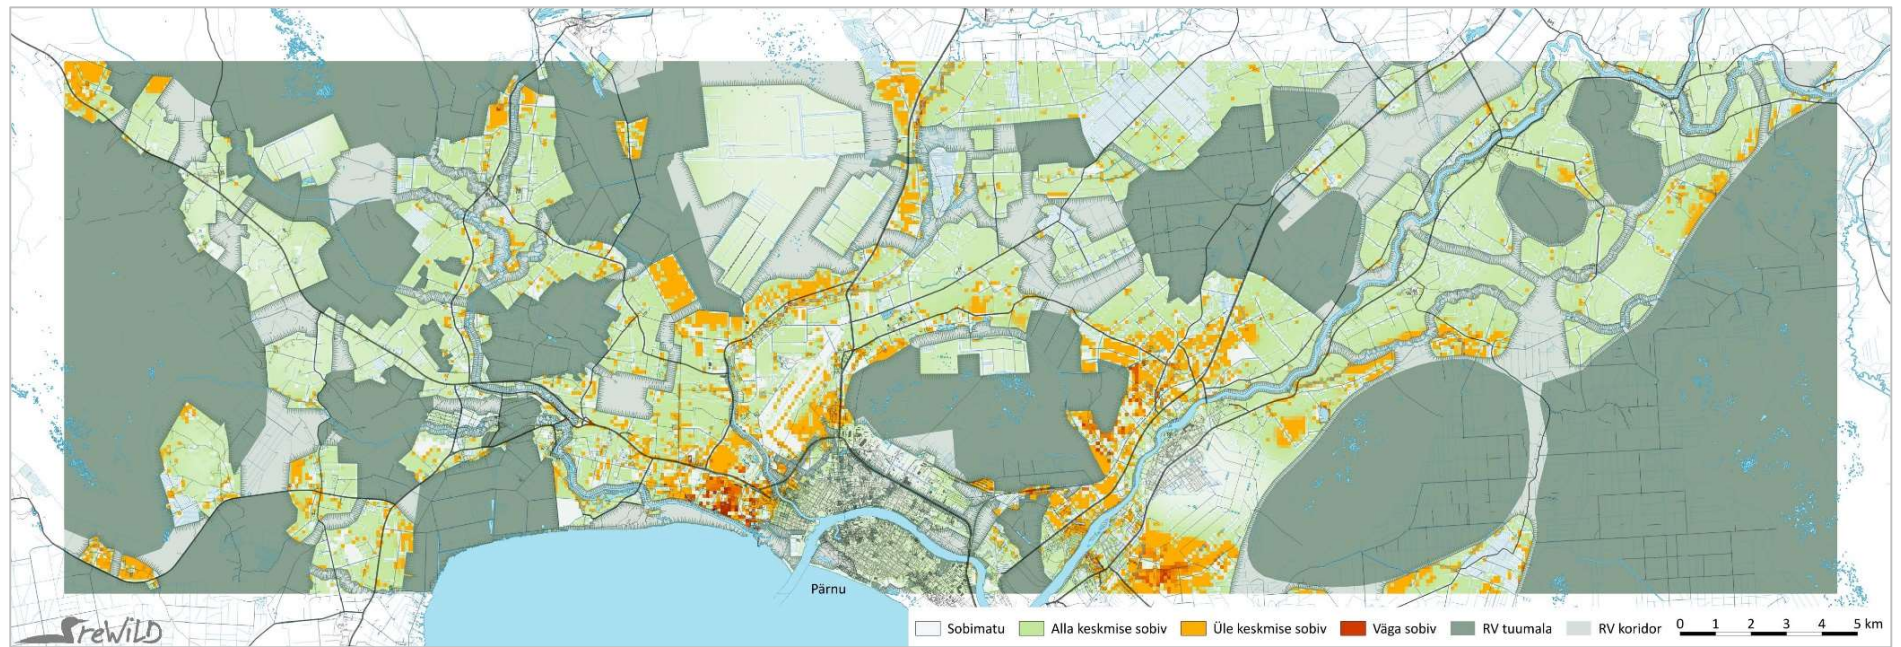 Pärnu
reWiLD
Sobimatu
Alla keskmise sobiv
Üle keskmise sobiv
Väga sobiv
RV tuumala
RV koridor
0 1 2 3 4 5 km